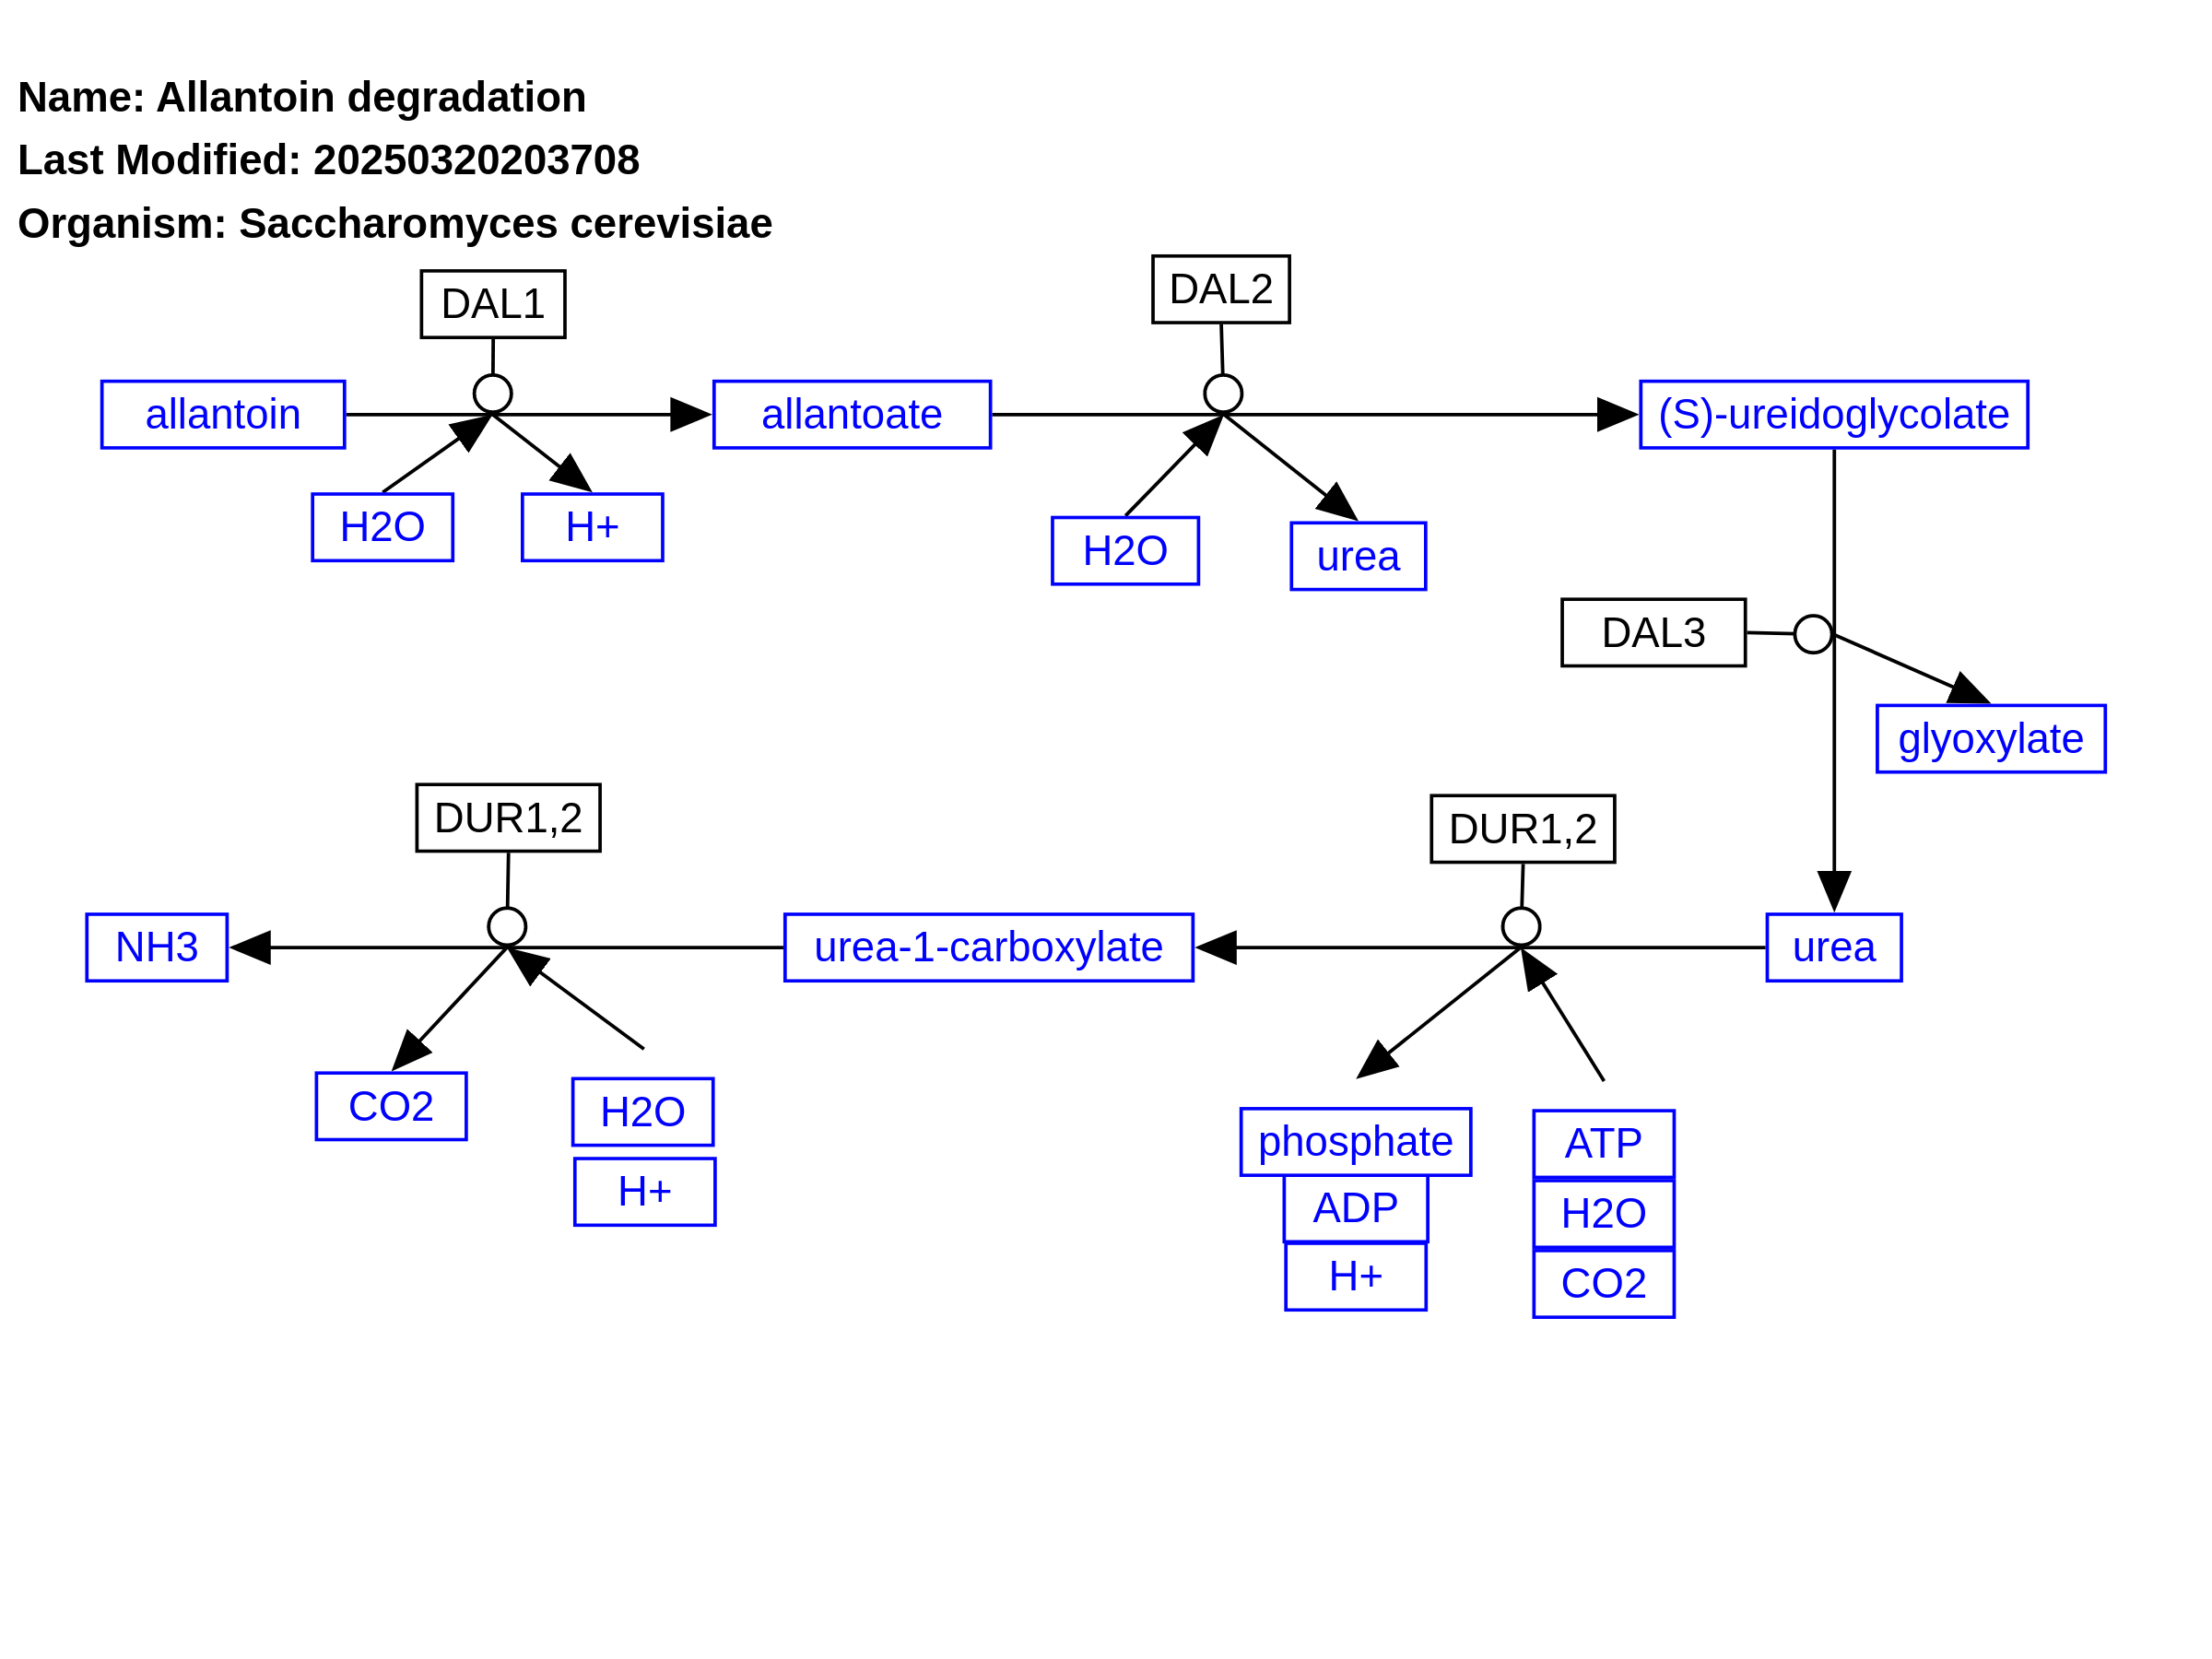 Name: Allantoin degradation
Last Modified: 20250320203708
Organism: Saccharomyces cerevisiae
DAL1
DAL2
allantoin
allantoate
(S)-ureidoglycolate
H2O
H+
H2O
urea
DAL3
glyoxylate
DUR1,2
DUR1,2
NH3
urea-1-carboxylate
urea
CO2
H2O
H+
phosphate
ADP
H+
ATP
H2O
CO2